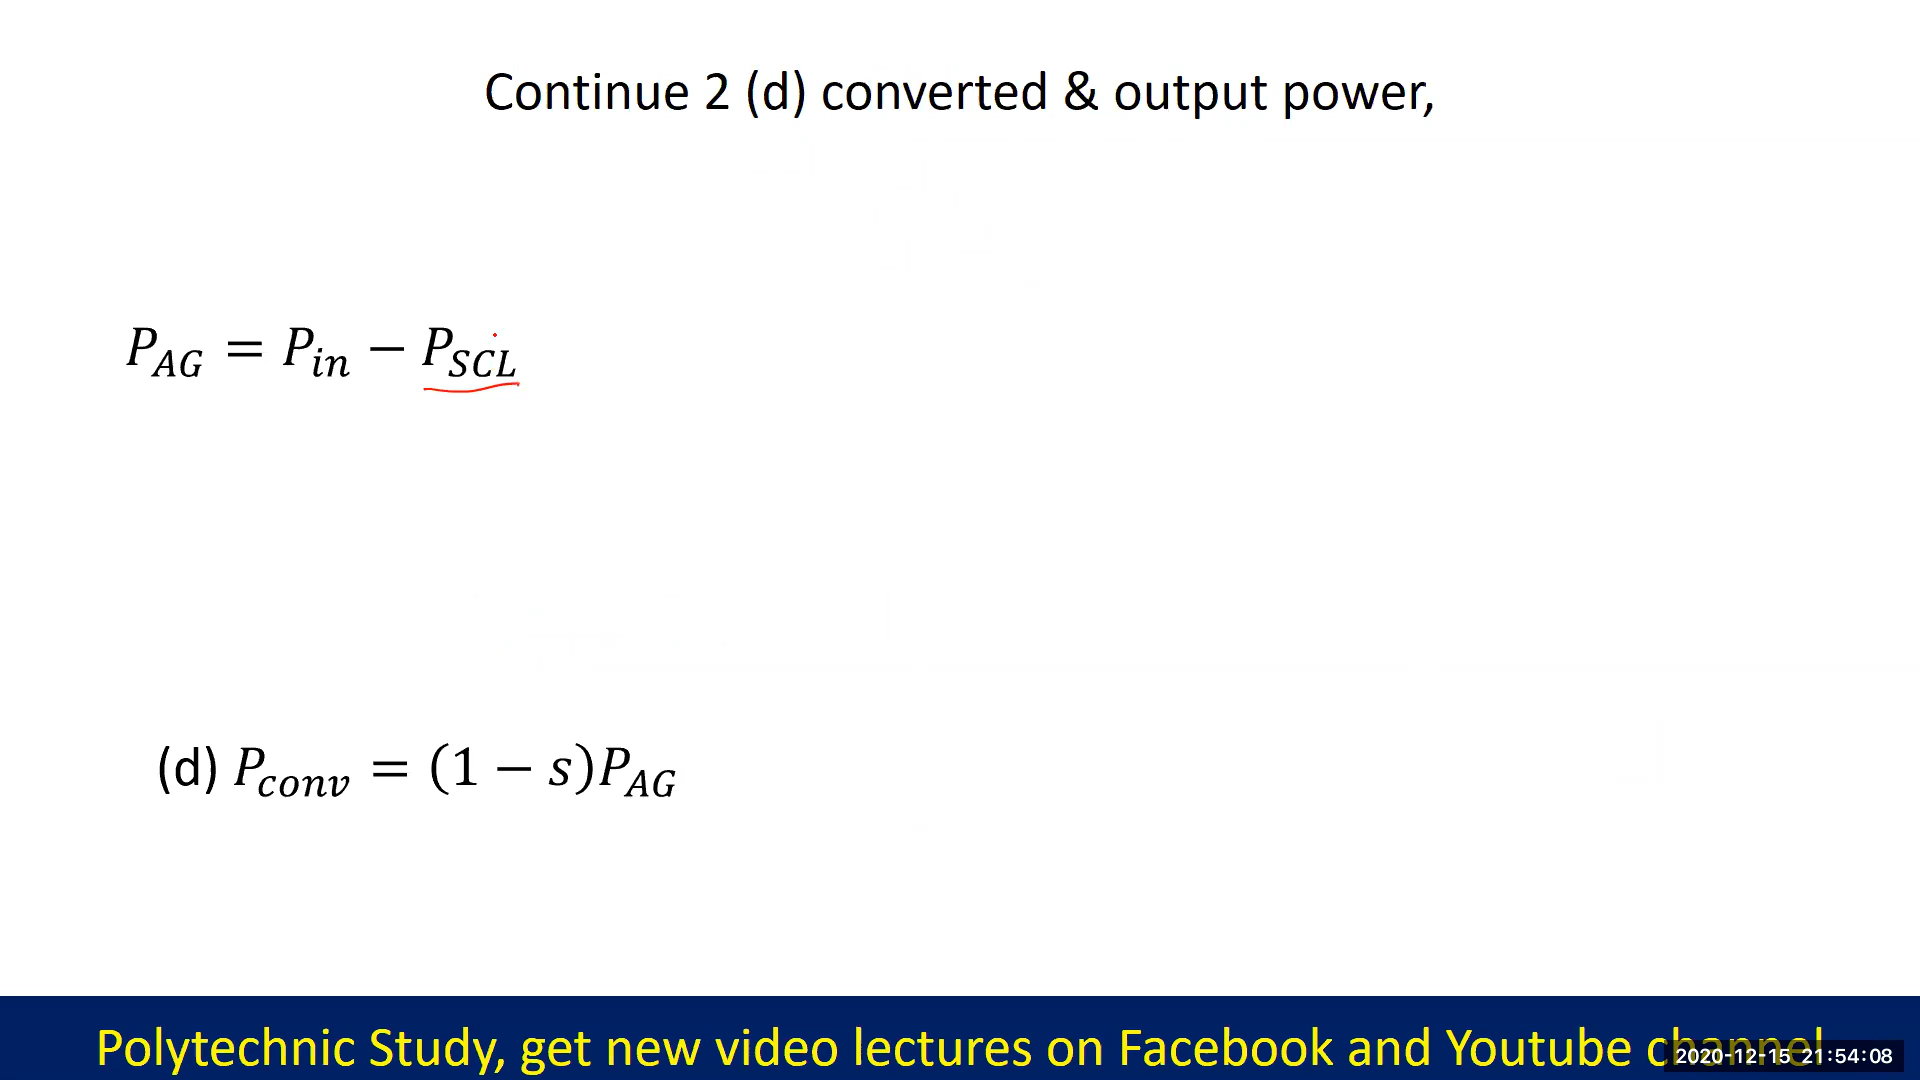 Continue 2 (d) converted & output power,
P_AG = P_in − P_SCL
(d) P_conv = (1 − s)P_AG
Polytechnic Study, get new video lectures on Facebook and Youtube channel
2020-12-15 21:54:08